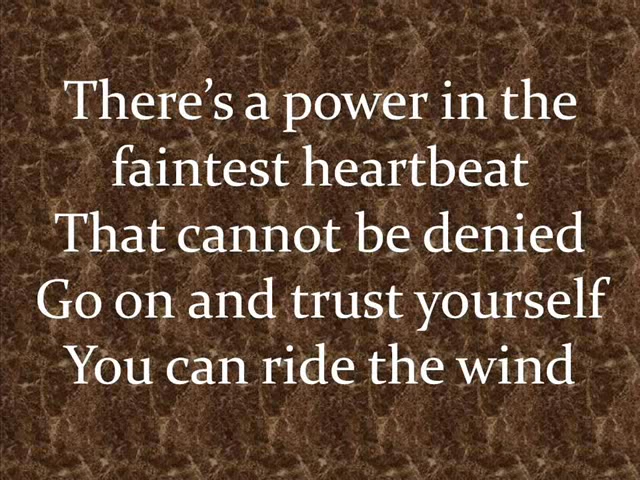 There’s a power in the
faintest heartbeat
That cannot be denied
Go on and trust yourself
You can ride the wind